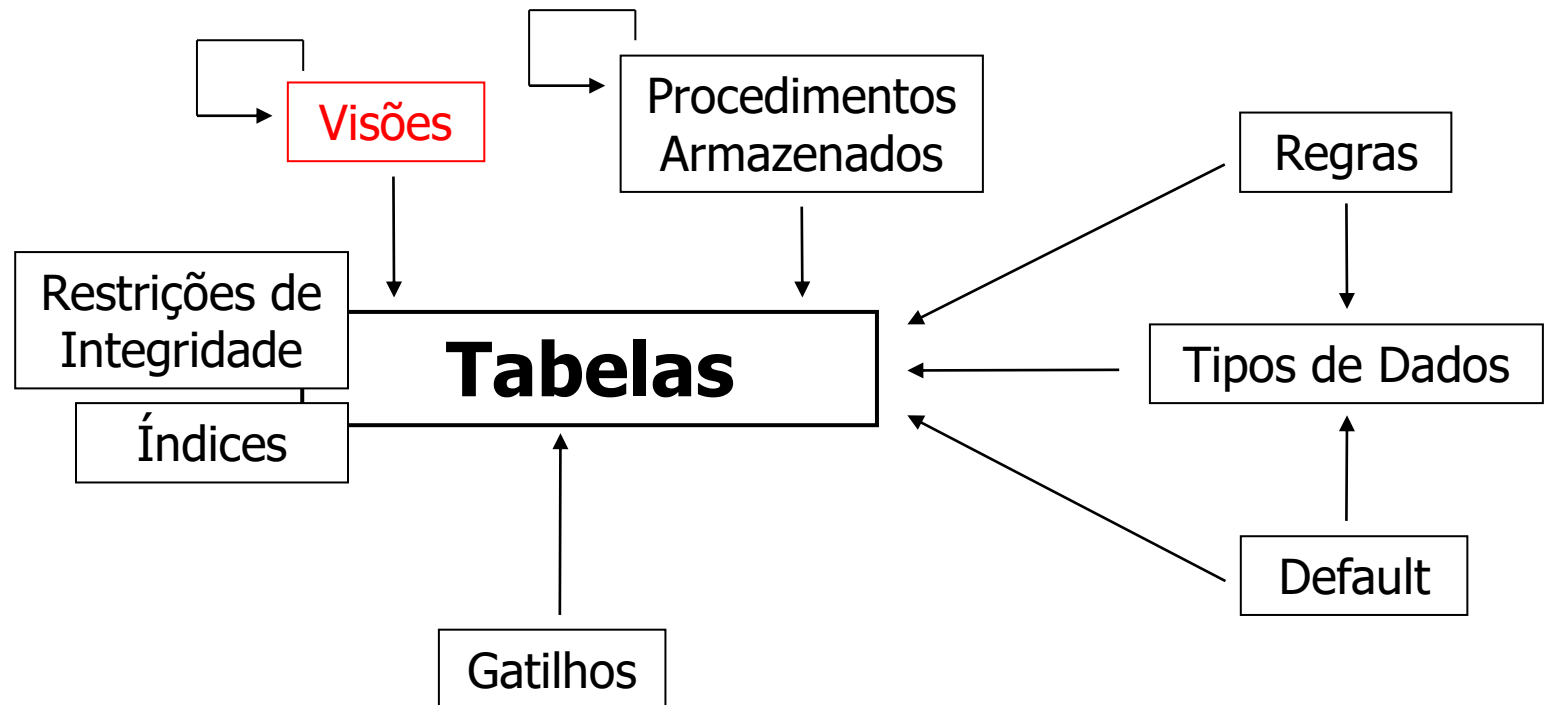 Visões
Procedimentos
Armazenados
Regras
Restrições de
Integridade
Tabelas
Tipos de Dados
Índices
Default
Gatilhos